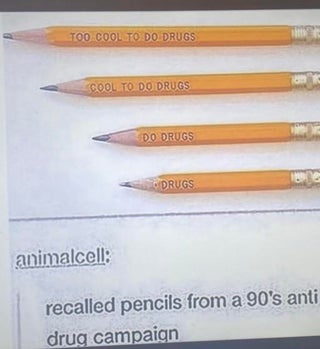 TOO COOL TO DO DRUGS
COOL TO DO DRUGS
DO DRUGS
DRUGS
animalcell:
recalled pencils from a 90's anti
drug campaign